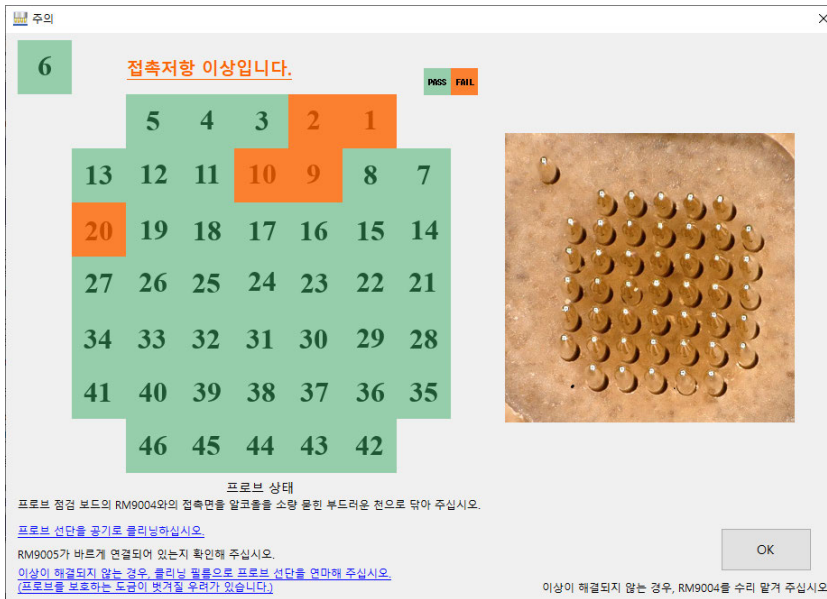 주의
6
접촉저항 이상입니다.
PASS FAIL
5 4 3 2 1
13 12 11 10 9 8 7
20 19 18 17 16 15 14
27 26 25 24 23 22 21
34 33 32 31 30 29 28
41 40 39 38 37 36 35
46 45 44 43 42
프로브 상태
프로브 점검 보드의 RM9004와의 접촉면을 알코올을 소량 묻힌 부드러운 천으로 닦아 주십시오.
프로브 선단을 공기로 클리닝하십시오.
RM9005가 바르게 연결되어 있는지 확인해 주십시오.
이상이 해결되지 않는 경우, 클리닝 필름으로 프로브 선단을 연마해 주십시오.
(프로브를 보호하는 도금이 벗겨질 우려가 있습니다.)
OK
이상이 해결되지 않는 경우, RM9004를 수리 맡겨 주십시오